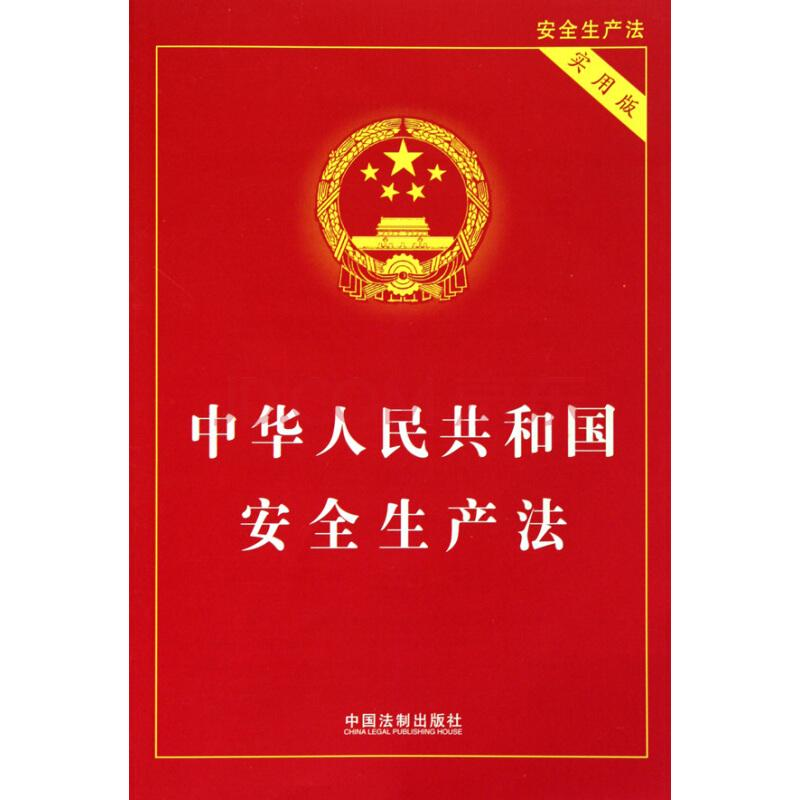 安全生产法
实用版
中华人民共和国
安全生产法
中国法制出版社
CHINA LEGAL PUBLISHING HOUSE